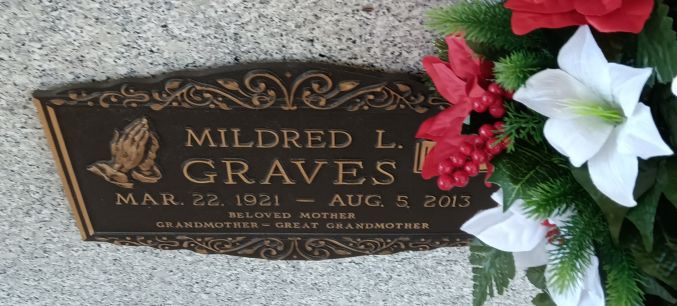 MILDRED L.
GRAVES
MAR. 22, 1921 – AUG. 5, 2013
BELOVED MOTHER
GRANDMOTHER – GREAT GRANDMOTHER